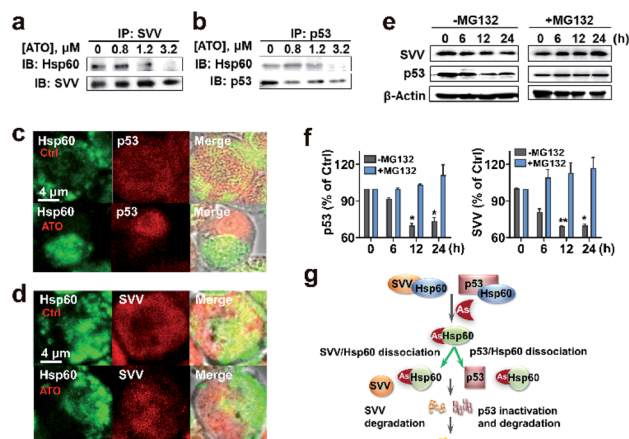 a
IP: SVV
[ATO], μM
0 0.8 1.2 3.2
IB: Hsp60
IB: SVV
b
IP: p53
[ATO], μM
0 0.8 1.2 3.2
IB: Hsp60
IB: p53
e
-MG132 +MG132
0 6 12 24 0 6 12 24 (h)
SVV
p53
β-Actin
c
Hsp60 p53 Merge
Ctrl
4 μm
Hsp60 p53
ATO
d
Hsp60 SVV Merge
Ctrl
4 μm
Hsp60 SVV
ATO
f
-MG132
+MG132
p53 (% of Ctrl)
120
90
60
* *
0 6 12 24 (h)
-MG132
+MG132
SVV (% of Ctrl)
120
90
60
** *
0 6 12 24 (h)
g
SVV Hsp60 p53 Hsp60
As
As Hsp60
SVV/Hsp60 dissociation p53/Hsp60 dissociation
SVV As Hsp60 p53 As Hsp60
SVV degradation
p53 inactivation and degradation